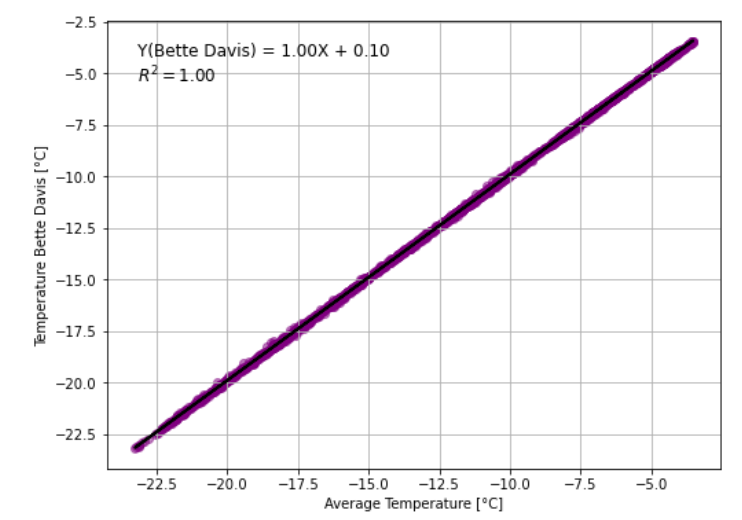 Y(Bette Davis) = 1.00X + 0.10
R² = 1.00
−2.5
−5.0
−7.5
−10.0
−12.5
−15.0
−17.5
−20.0
−22.5
Temperature Bette Davis [°C]
−22.5 −20.0 −17.5 −15.0 −12.5 −10.0 −7.5 −5.0
Average Temperature [°C]